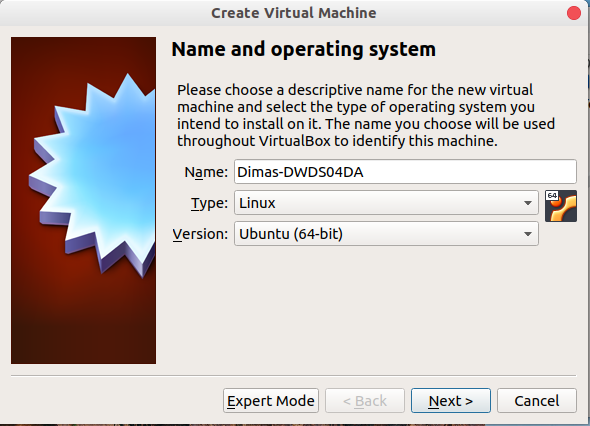 Create Virtual Machine
Name and operating system
Please choose a descriptive name for the new virtual
machine and select the type of operating system you
intend to install on it. The name you choose will be used
throughout VirtualBox to identify this machine.
Name: Dimas-DWDS04DA
Type: Linux
64
Version: Ubuntu (64-bit)
Expert Mode < Back Next > Cancel